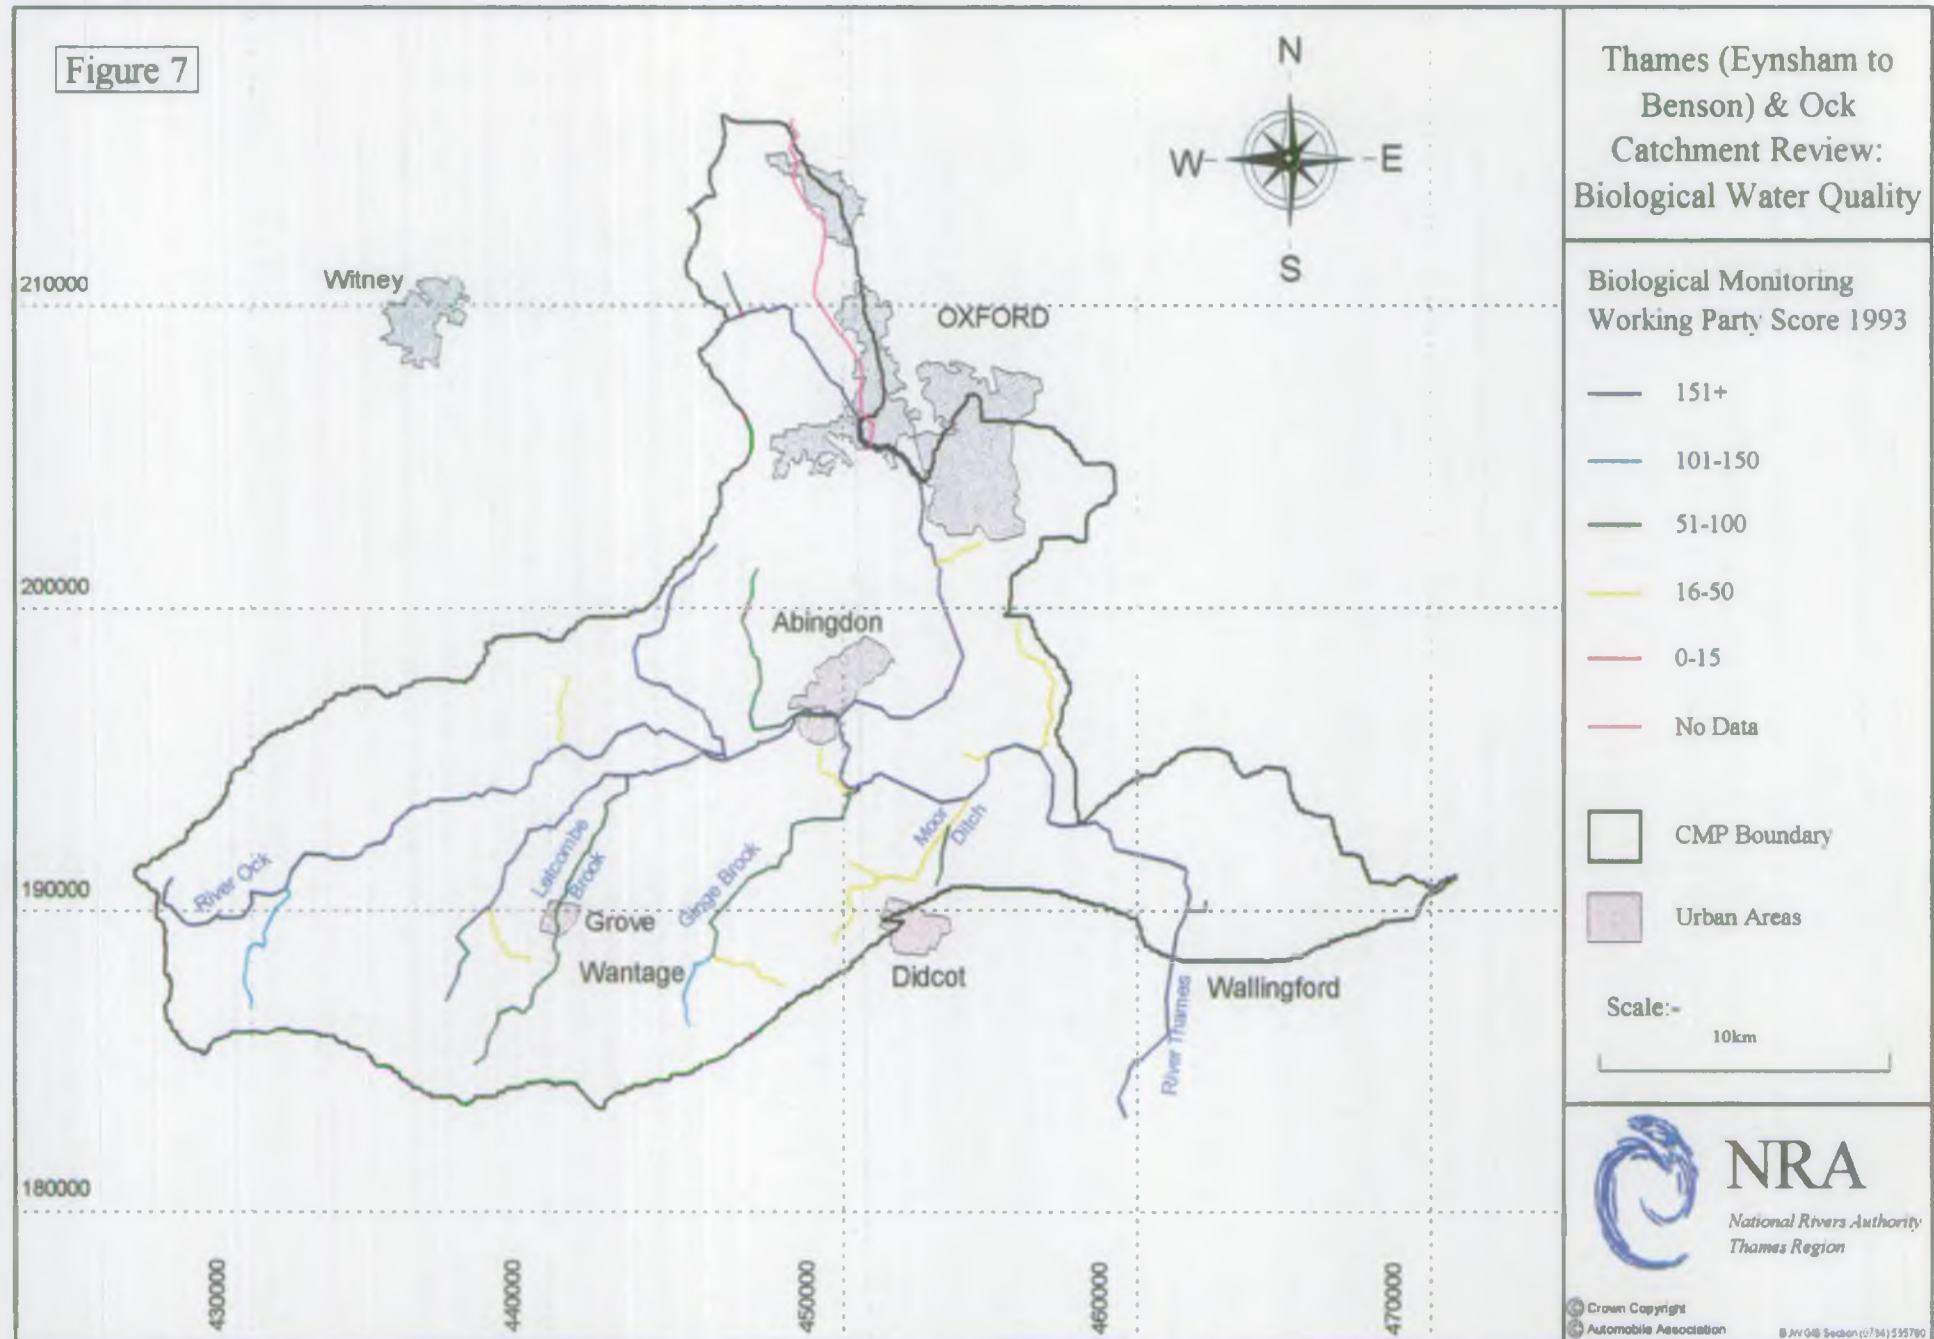 Figure 7
N
W
E
S
Witney
OXFORD
Abingdon
River Ock
Letcombe
Brook
Ginge Brook
Moor
Ditch
Grove
Wantage
Didcot
Wallingford
River Thames
210000
200000
190000
180000
430000
440000
450000
460000
470000
Thames (Eynsham to
Benson) & Ock
Catchment Review:
Biological Water Quality
Biological Monitoring
Working Party Score 1993
151+
101-150
51-100
16-50
0-15
No Data
CMP Boundary
Urban Areas
Scale:-
10km
NRA
National Rivers Authority
Thames Region
© Crown Copyright
© Automobile Association